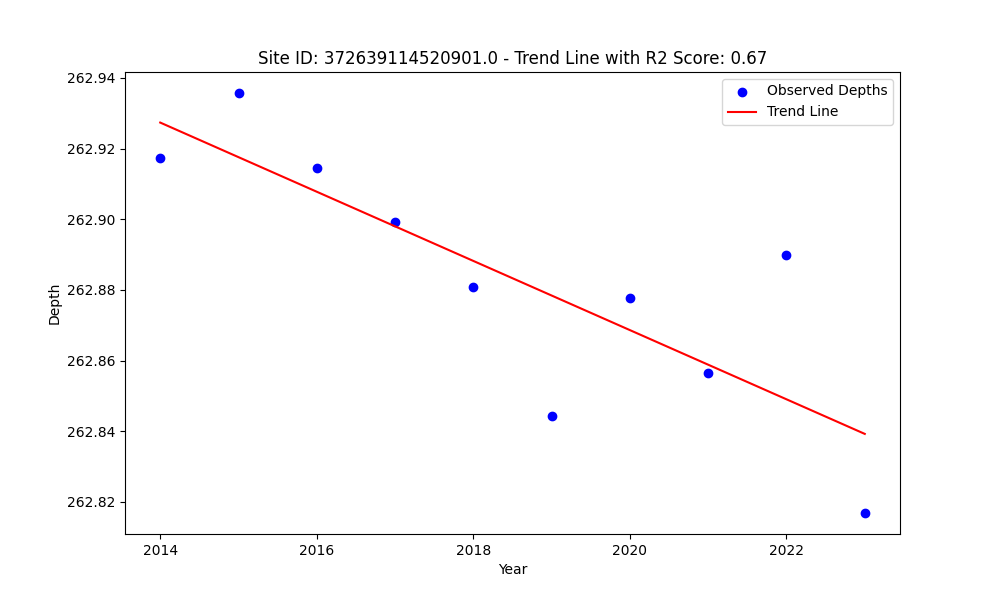 Site ID: 372639114520901.0 - Trend Line with R2 Score: 0.67
262.94
262.92
262.90
262.88
262.86
262.84
262.82
Depth
Observed Depths
Trend Line
2014 2016 2018 2020 2022
Year